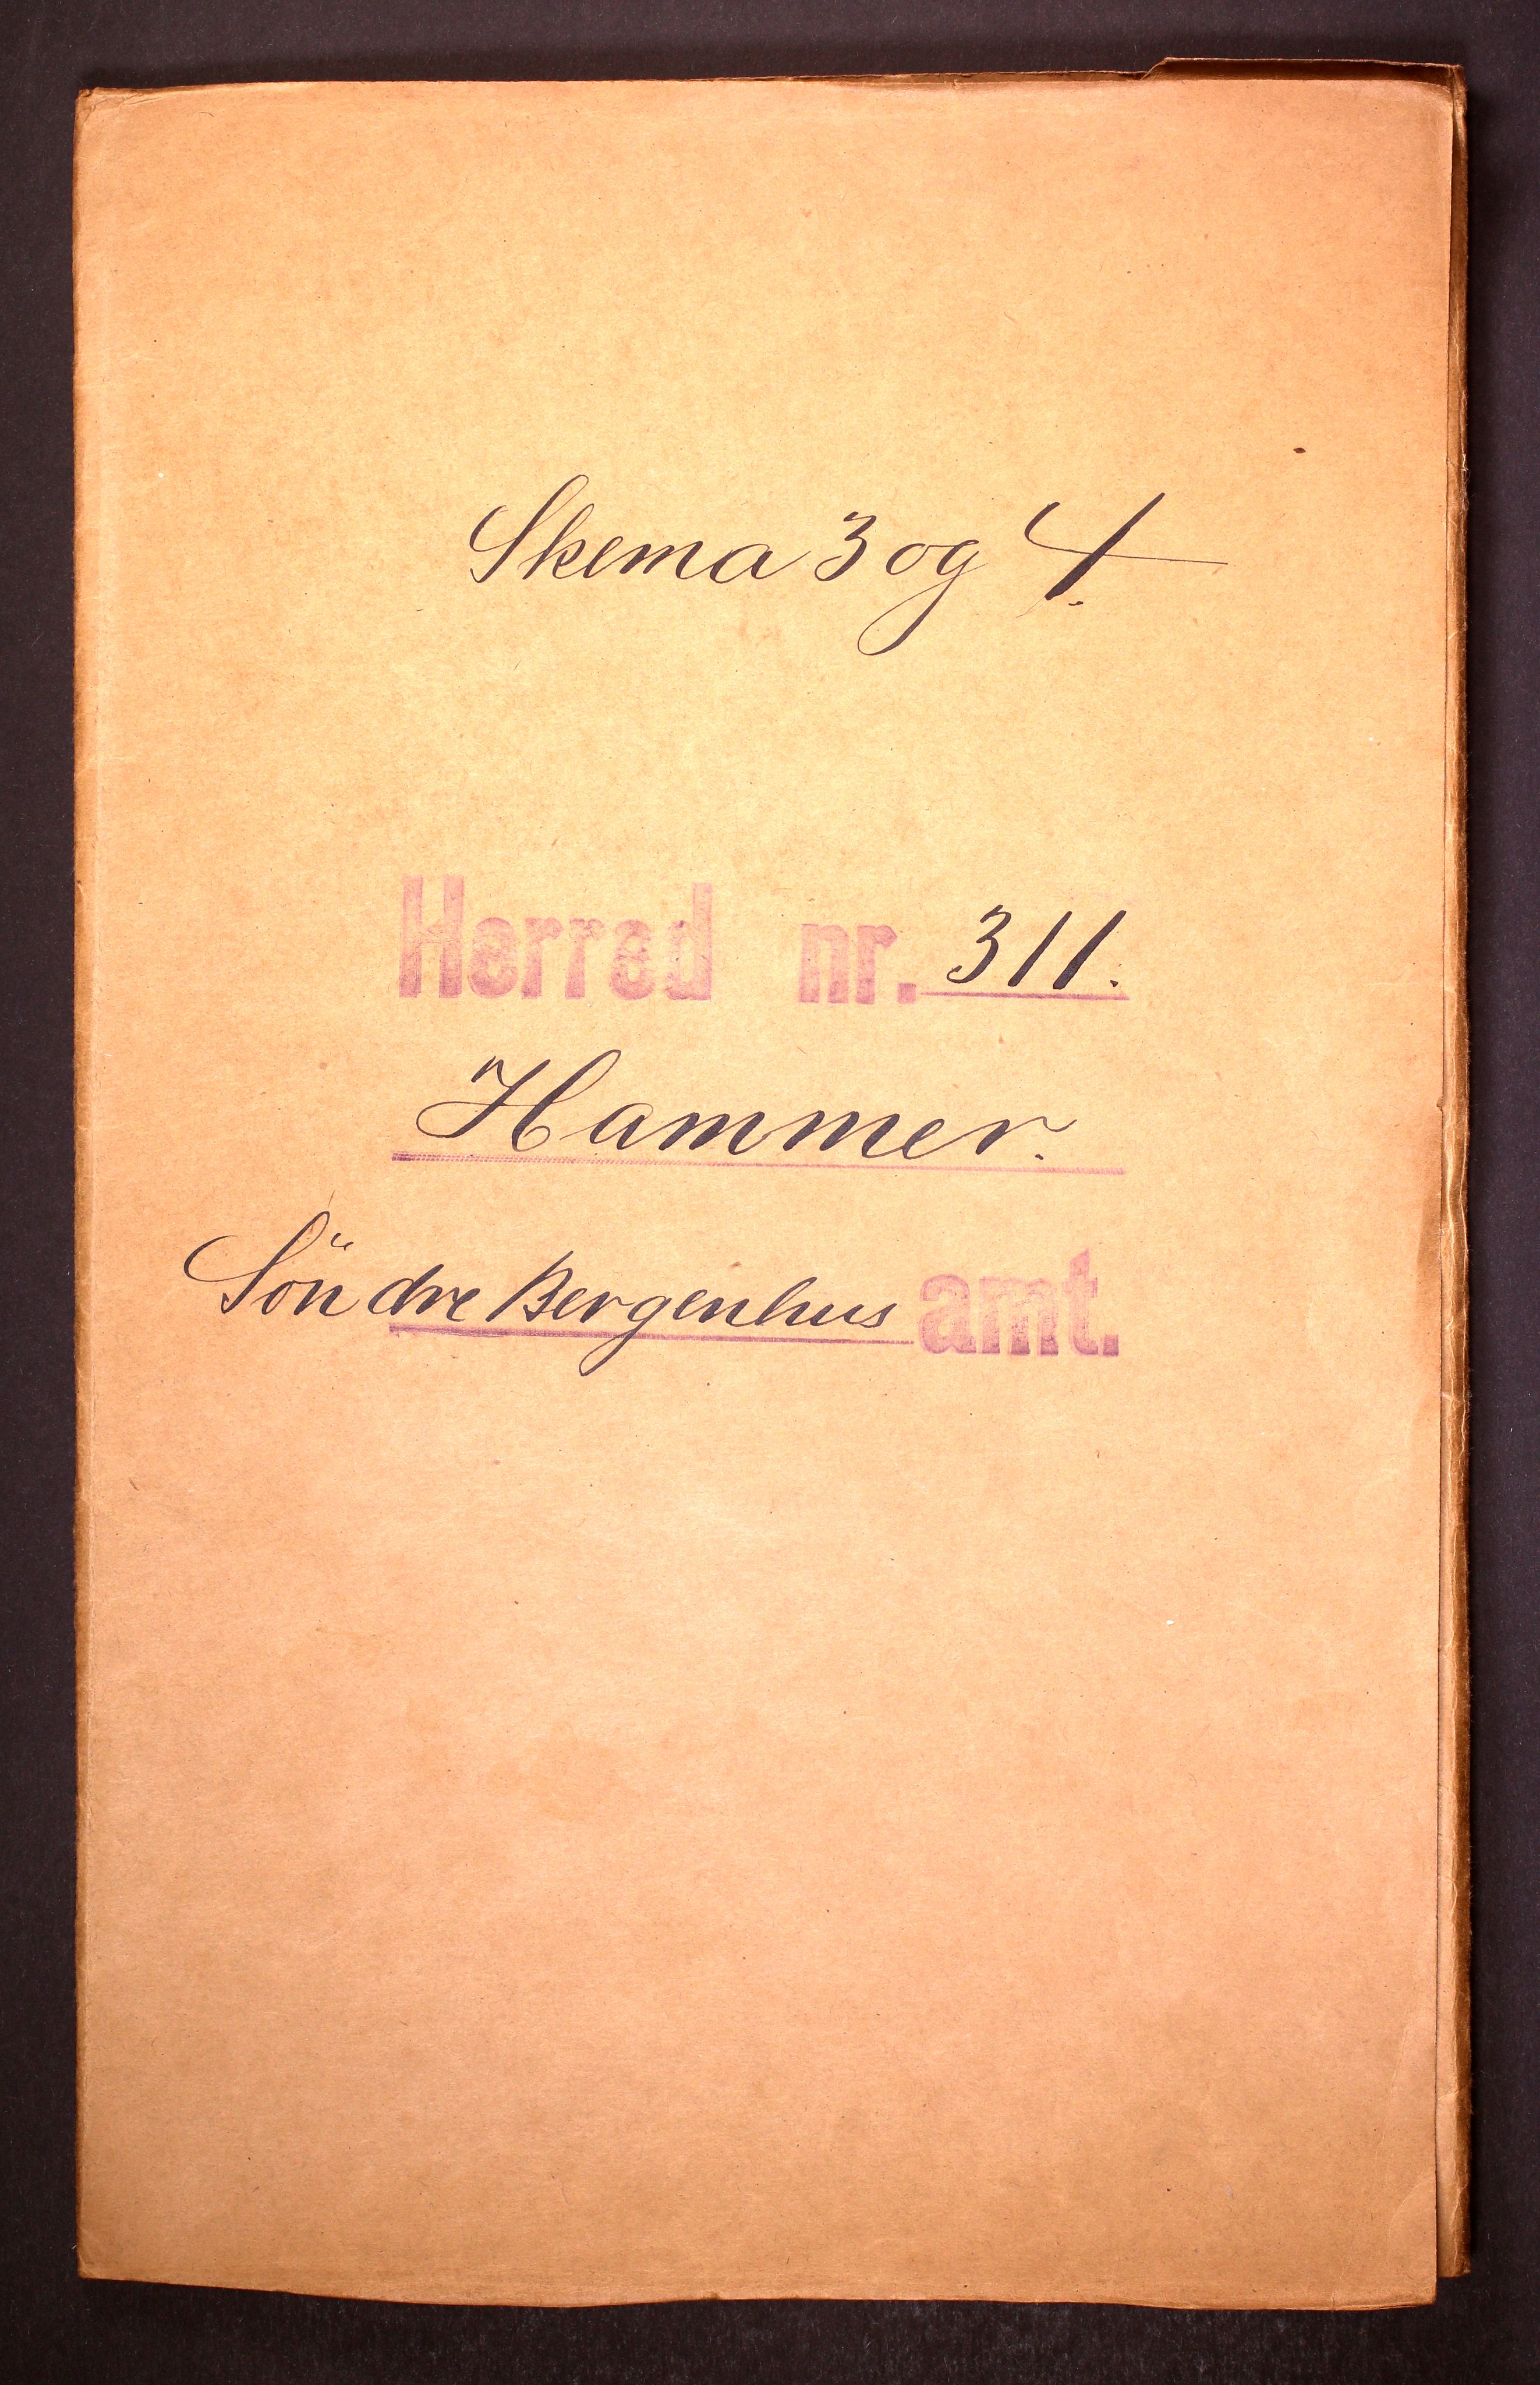 Skema 3 og 4.
Herred nr. 311.
Hammer.
Söndre Bergenhus amt.